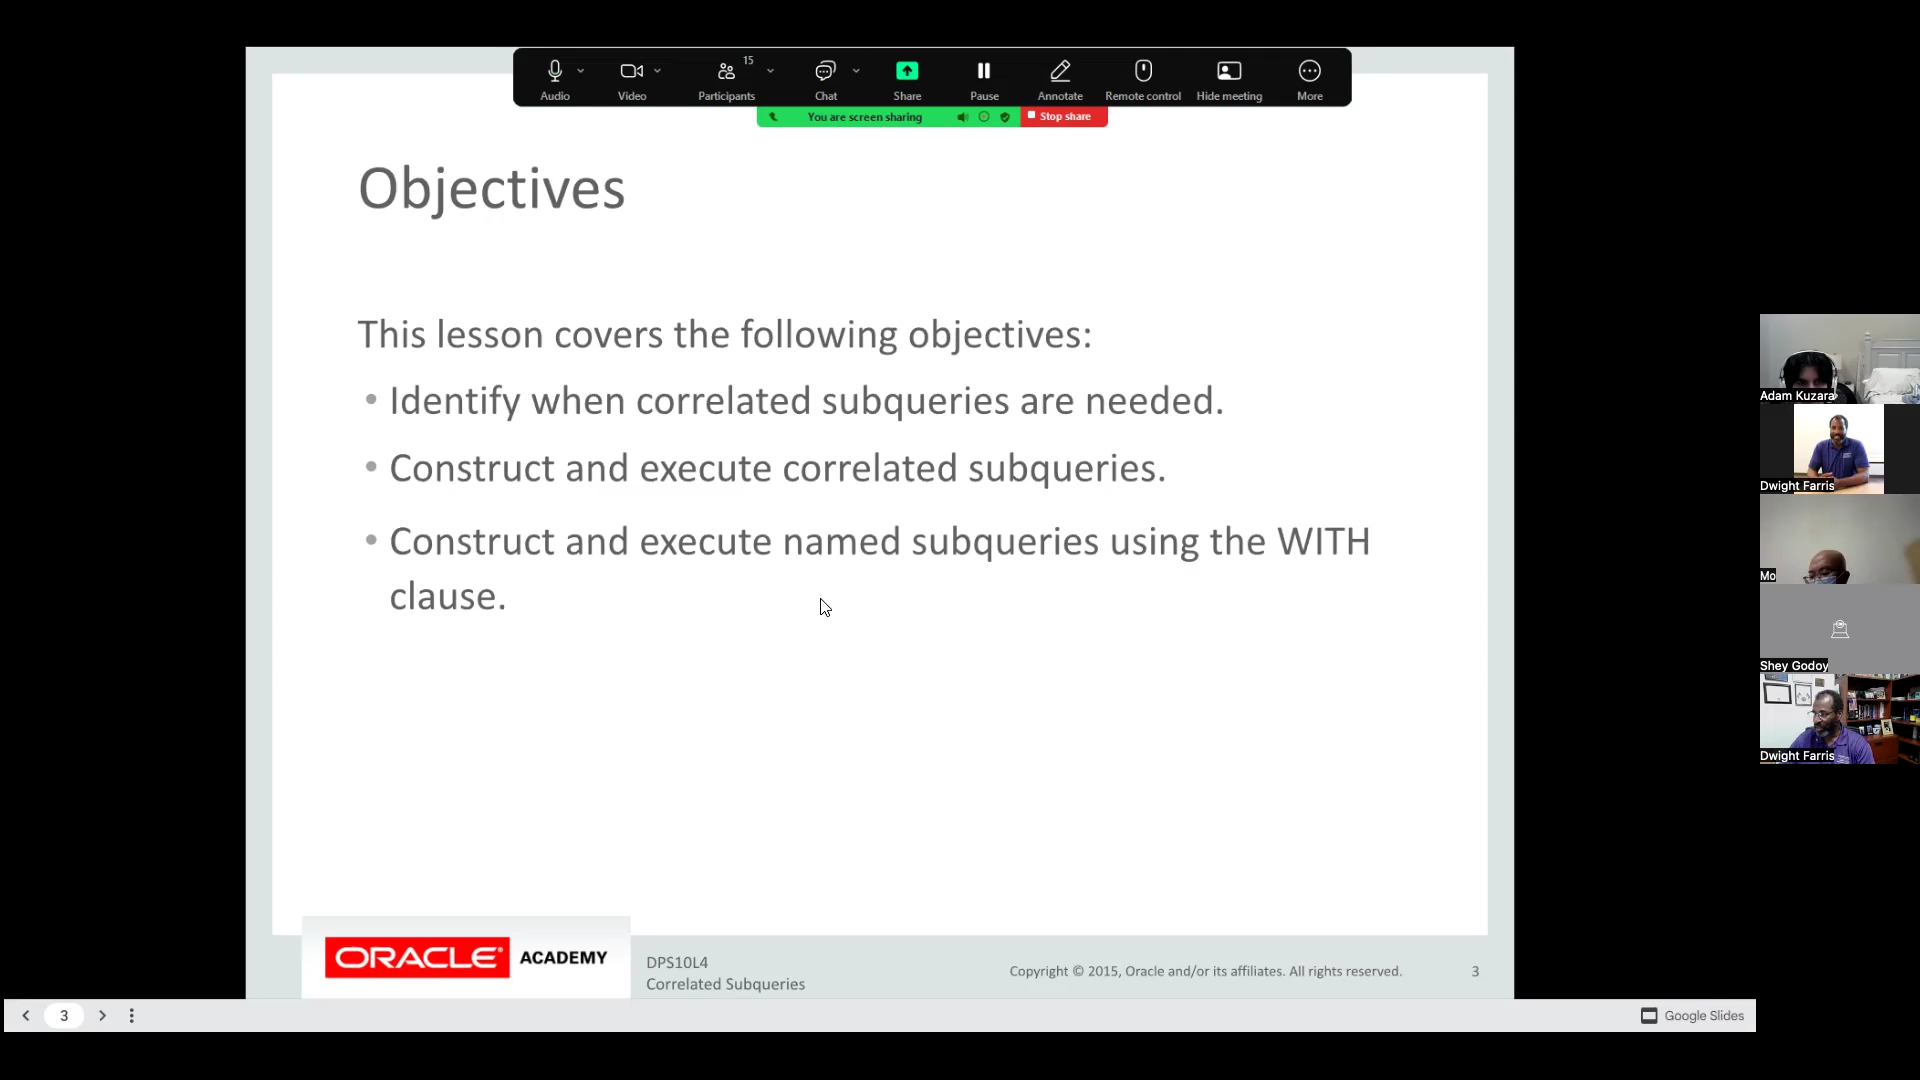 15
Audio
Video
Participants
Chat
Share
Pause
Annotate
Remote control
Hide meeting
More
You are screen sharing
Stop share
Objectives
This lesson covers the following objectives:
• Identify when correlated subqueries are needed.
• Construct and execute correlated subqueries.
• Construct and execute named subqueries using the WITH
clause.
Adam Kuzara
Dwight Farris
Mo
Shey Godoy
Dwight Farris
ORACLE® ACADEMY
DPS10L4
Correlated Subqueries
Copyright © 2015, Oracle and/or its affiliates. All rights reserved.
3
3
Google Slides